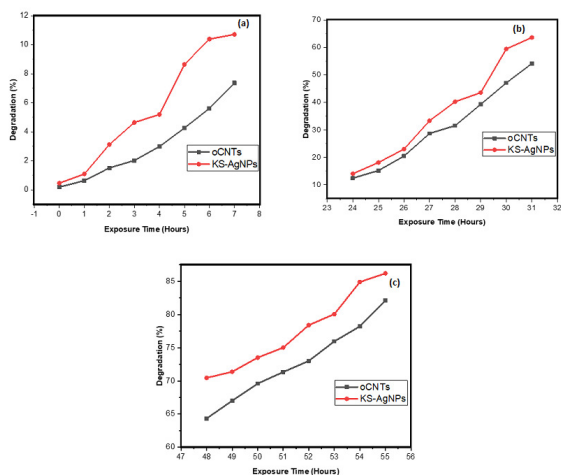 (a)
12
10
8
6
4
2
0
Degradation (%)
oCNTs
KS-AgNPs
-1 0 1 2 3 4 5 6 7 8
Exposure Time (Hours)
(b)
70
60
50
40
30
20
10
Degradation (%)
oCNTs
KS-AgNPs
23 24 25 26 27 28 29 30 31 32
Exposure Time (Hours)
(c)
85
80
75
70
65
60
Degradation (%)
oCNTs
KS-AgNPs
47 48 49 50 51 52 53 54 55 56
Exposure Time (Hours)